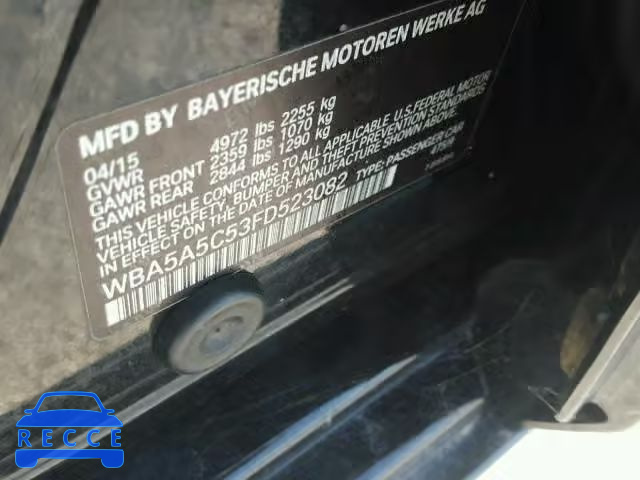 MFD BY BAYERISCHE MOTOREN WERKE AG
04/15
GVWR 4972 lbs 2255 kg
GAWR FRONT 2359 lbs 1070 kg
GAWR REAR 2844 lbs 1290 kg
THIS VEHICLE CONFORMS TO ALL APPLICABLE U.S. FEDERAL MOTOR
VEHICLE SAFETY, BUMPER AND THEFT PREVENTION STANDARDS
IN EFFECT ON THE DATE OF MANUFACTURE SHOWN ABOVE.
WBA5A5C53FD523082 TYPE: PASSENGER CAR
RECCE